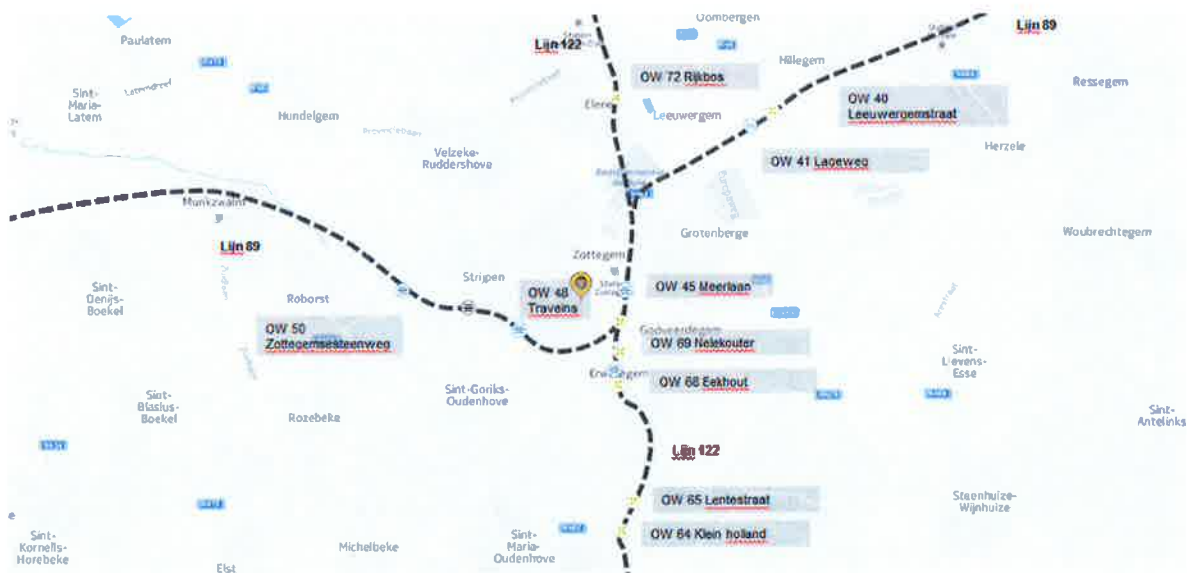 Oombergen
Paulatem
Lijn 122
Lijn 89
Hillegem
OW 72 Rijkbos
Ressegem
Sint-
Maria-
Latem
Elene
OW 40
Leeuwergemstraat
Hundelgem
Leeuwergem
Velzeke-
Ruddershove
Herzele
OW 41 Lageweg
Munkzwalm
Grotenberge
Woubrechtegem
Lijn 89
Zottegem
Sint-
Denijs-
Boekel
Roborst
Strijpen
OW 48
Traveins
OW 45 Meerlaan
OW 50
Zottegemsesteenweg
Godveerdegem
OW 69 Nelekouter
Sint-
Lievens-
Esse
Erwetegem
OW 68 Eekhout
Sint-
Blasius-
Boekel
Sint-Goriks-
Oudenhove
Rozebeke
Sint-
Antelinks
Lijn 122
OW 65 Lentestraat
Steenhuize-
Wijnhuize
OW 64 Klein holland
Sint-
Kornelis-
Horebeke
Michelbeke
Sint-
Maria-
Oudenhove
Elst